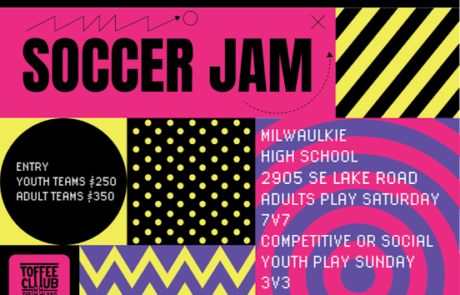 SOCCER JAM
ENTRY
YOUTH TEAMS $250
ADULT TEAMS $350
MILWAULKIE
HIGH SCHOOL
2905 SE LAKE ROAD
ADULTS PLAY SATURDAY
7V7
COMPETITIVE OR SOCIAL
YOUTH PLAY SUNDAY
3V3
TOFFEE
CLUB